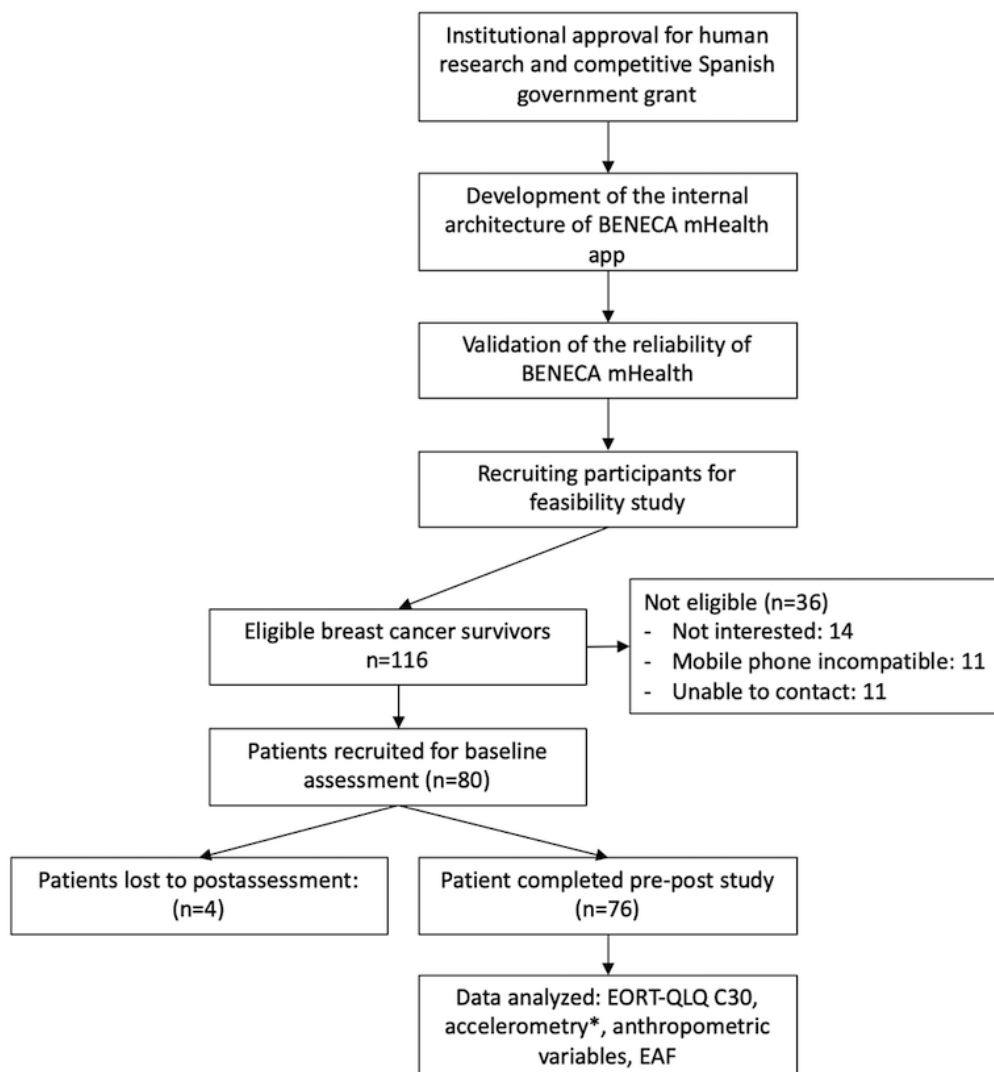 Institutional approval for human
research and competitive Spanish
government grant
Development of the internal
architecture of BENECA mHealth
app
Validation of the reliability of
BENECA mHealth
Recruiting participants for
feasibility study
Eligible breast cancer survivors
n=116
Not eligible (n=36)
- Not interested: 14
- Mobile phone incompatible: 11
- Unable to contact: 11
Patients recruited for baseline
assessment (n=80)
Patients lost to postassessment:
(n=4)
Patient completed pre-post study
(n=76)
Data analyzed: EORT-QLQ C30,
accelerometry*, anthropometric
variables, EAF